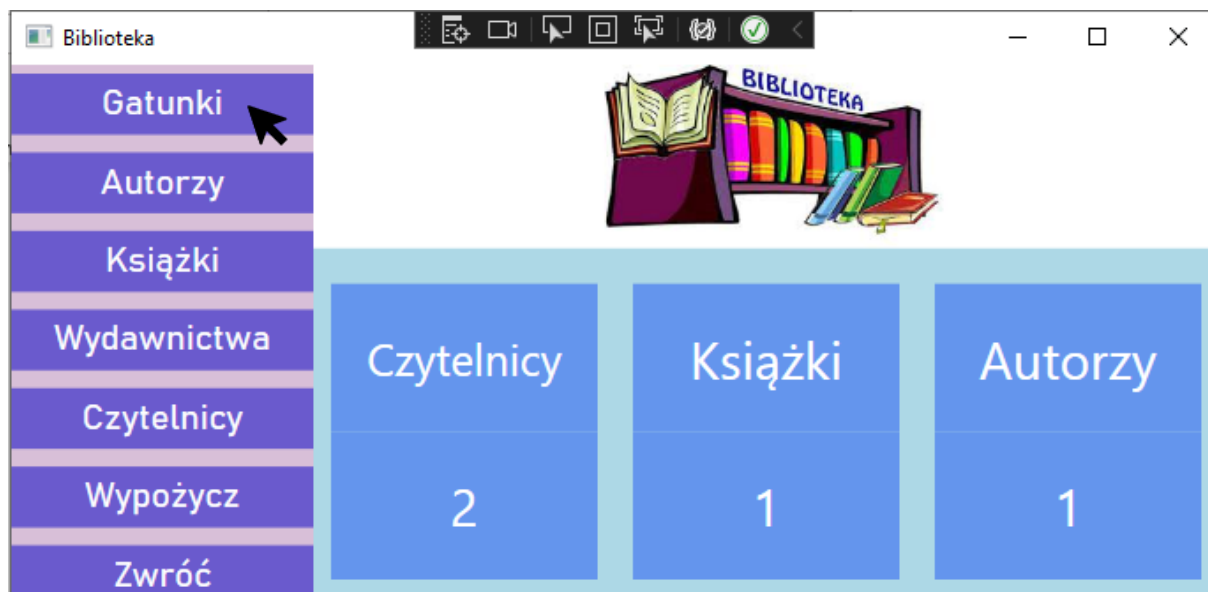 Biblioteka
Gatunki
Autorzy
Książki
Wydawnictwa
Czytelnicy
Wypożycz
Zwróć
BIBLIOTEKA
Czytelnicy
2
Książki
1
Autorzy
1